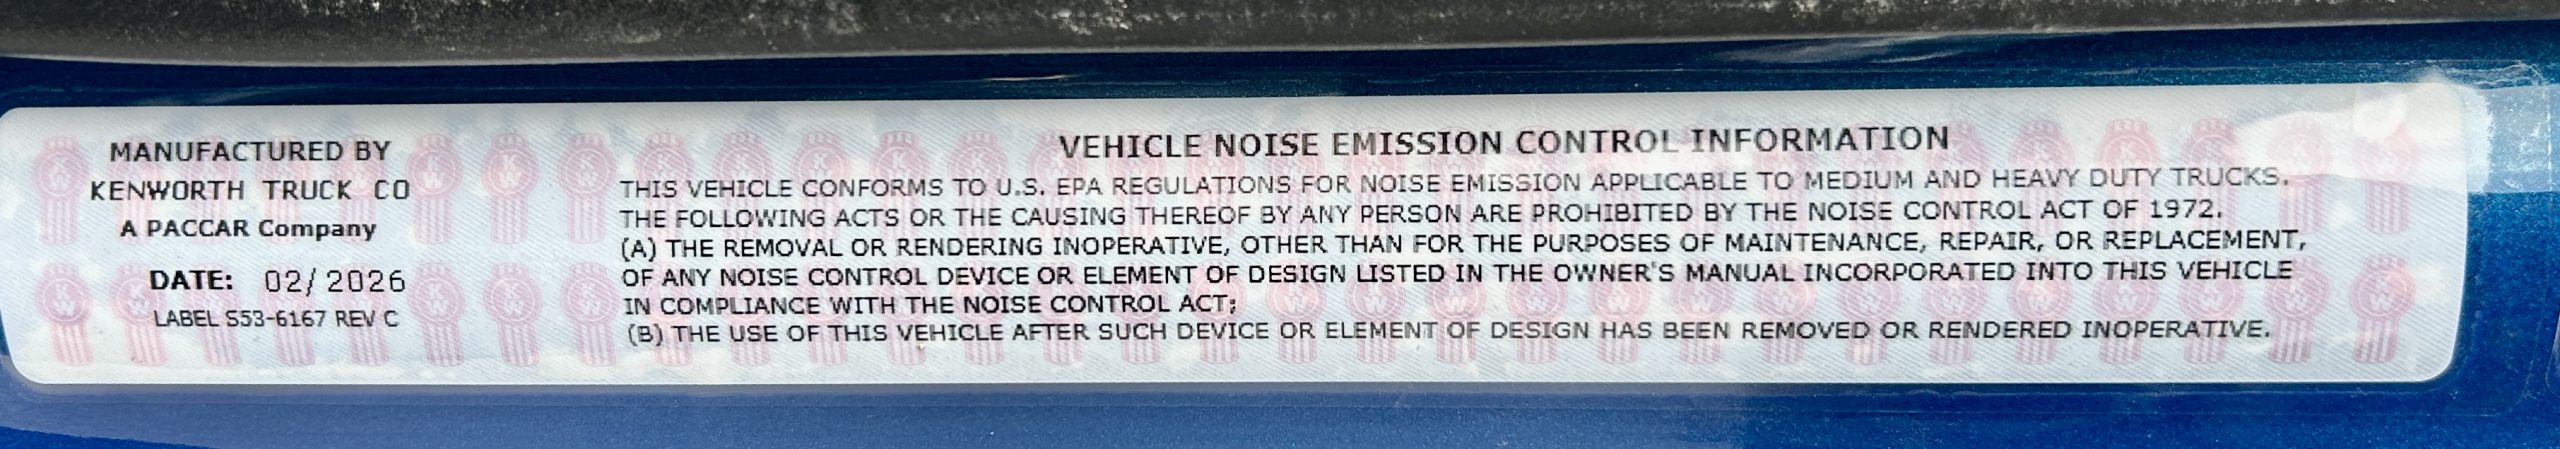 MANUFACTURED BY
KENWORTH TRUCK CO
A PACCAR Company
DATE: 02/2026
LABEL S53-6167 REV C
VEHICLE NOISE EMISSION CONTROL INFORMATION
THIS VEHICLE CONFORMS TO U.S. EPA REGULATIONS FOR NOISE EMISSION APPLICABLE TO MEDIUM AND HEAVY DUTY TRUCKS.
THE FOLLOWING ACTS OR THE CAUSING THEREOF BY ANY PERSON ARE PROHIBITED BY THE NOISE CONTROL ACT OF 1972.
(A) THE REMOVAL OR RENDERING INOPERATIVE, OTHER THAN FOR THE PURPOSES OF MAINTENANCE, REPAIR, OR REPLACEMENT,
OF ANY NOISE CONTROL DEVICE OR ELEMENT OF DESIGN LISTED IN THE OWNER'S MANUAL INCORPORATED INTO THIS VEHICLE
IN COMPLIANCE WITH THE NOISE CONTROL ACT;
(B) THE USE OF THIS VEHICLE AFTER SUCH DEVICE OR ELEMENT OF DESIGN HAS BEEN REMOVED OR RENDERED INOPERATIVE.